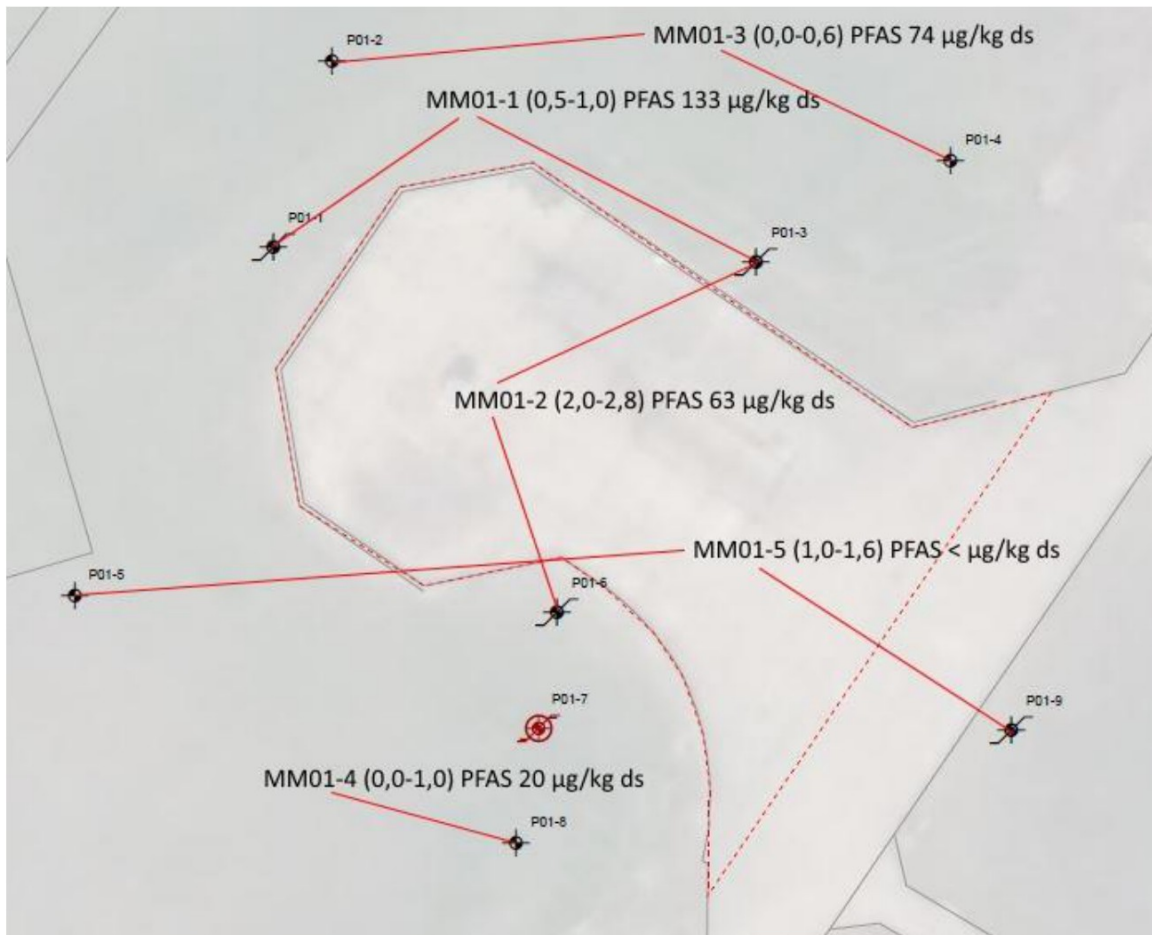 P01-2
MM01-3 (0,0-0,6) PFAS 74 µg/kg ds
MM01-1 (0,5-1,0) PFAS 133 µg/kg ds
P01-4
P01-1
P01-3
MM01-2 (2,0-2,8) PFAS 63 µg/kg ds
MM01-5 (1,0-1,6) PFAS < µg/kg ds
P01-5
P01-6
P01-7
P01-9
MM01-4 (0,0-1,0) PFAS 20 µg/kg ds
P01-8